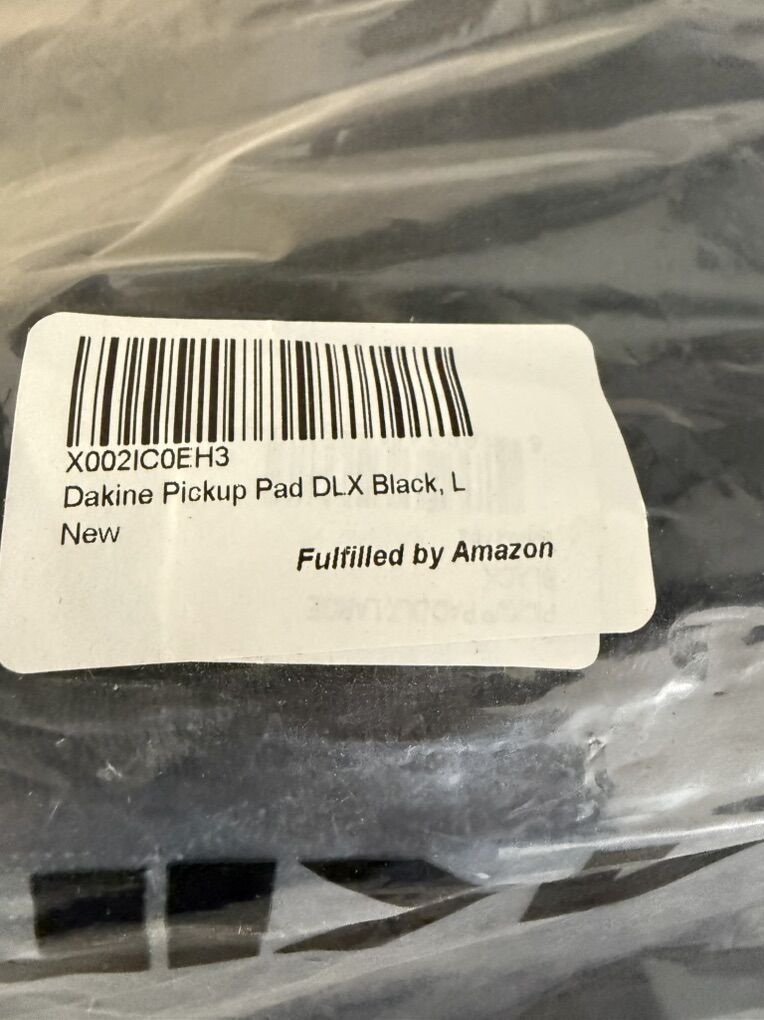 X002IC0EH3
Dakine Pickup Pad DLX Black, L
New
Fulfilled by Amazon